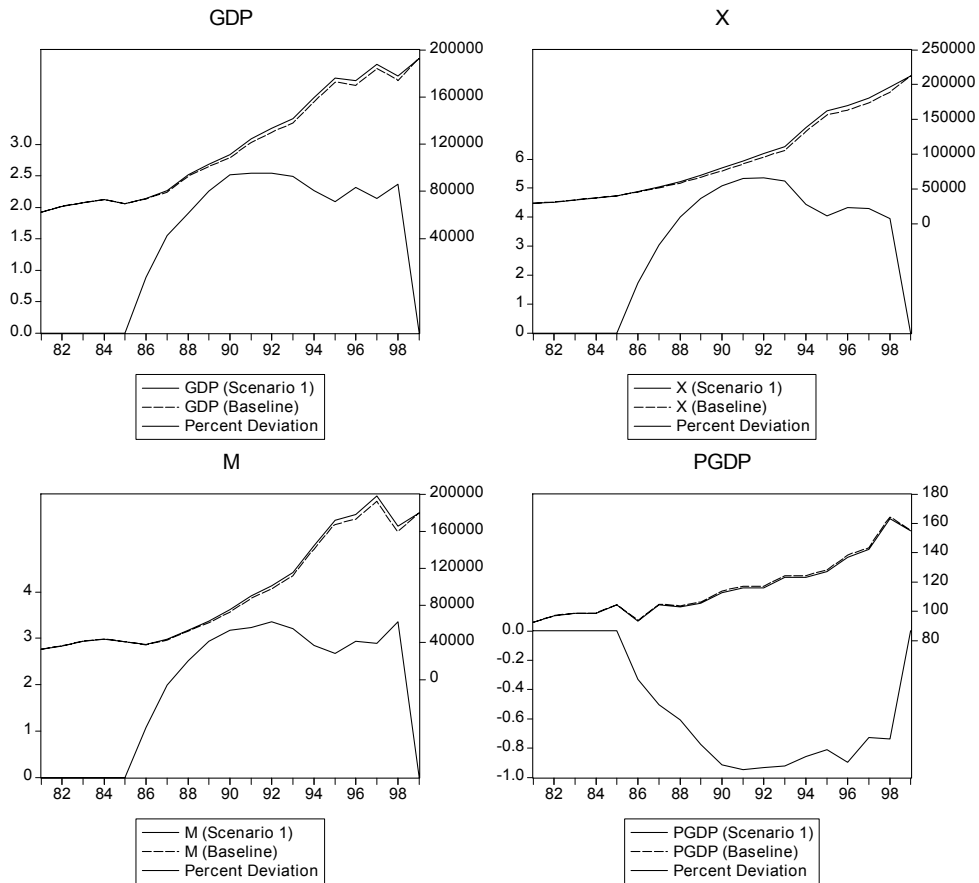 GDP
3.0
2.5
2.0
1.5
1.0
0.5
0.0
200000
160000
120000
80000
40000
82 84 86 88 90 92 94 96 98
GDP (Scenario 1)
GDP (Baseline)
Percent Deviation
X
6
5
4
3
2
1
0
250000
200000
150000
100000
50000
0
82 84 86 88 90 92 94 96 98
X (Scenario 1)
X (Baseline)
Percent Deviation
M
4
3
2
1
0
200000
160000
120000
80000
40000
0
82 84 86 88 90 92 94 96 98
M (Scenario 1)
M (Baseline)
Percent Deviation
PGDP
0.0
-0.2
-0.4
-0.6
-0.8
-1.0
180
160
140
120
100
80
82 84 86 88 90 92 94 96 98
PGDP (Scenario 1)
PGDP (Baseline)
Percent Deviation